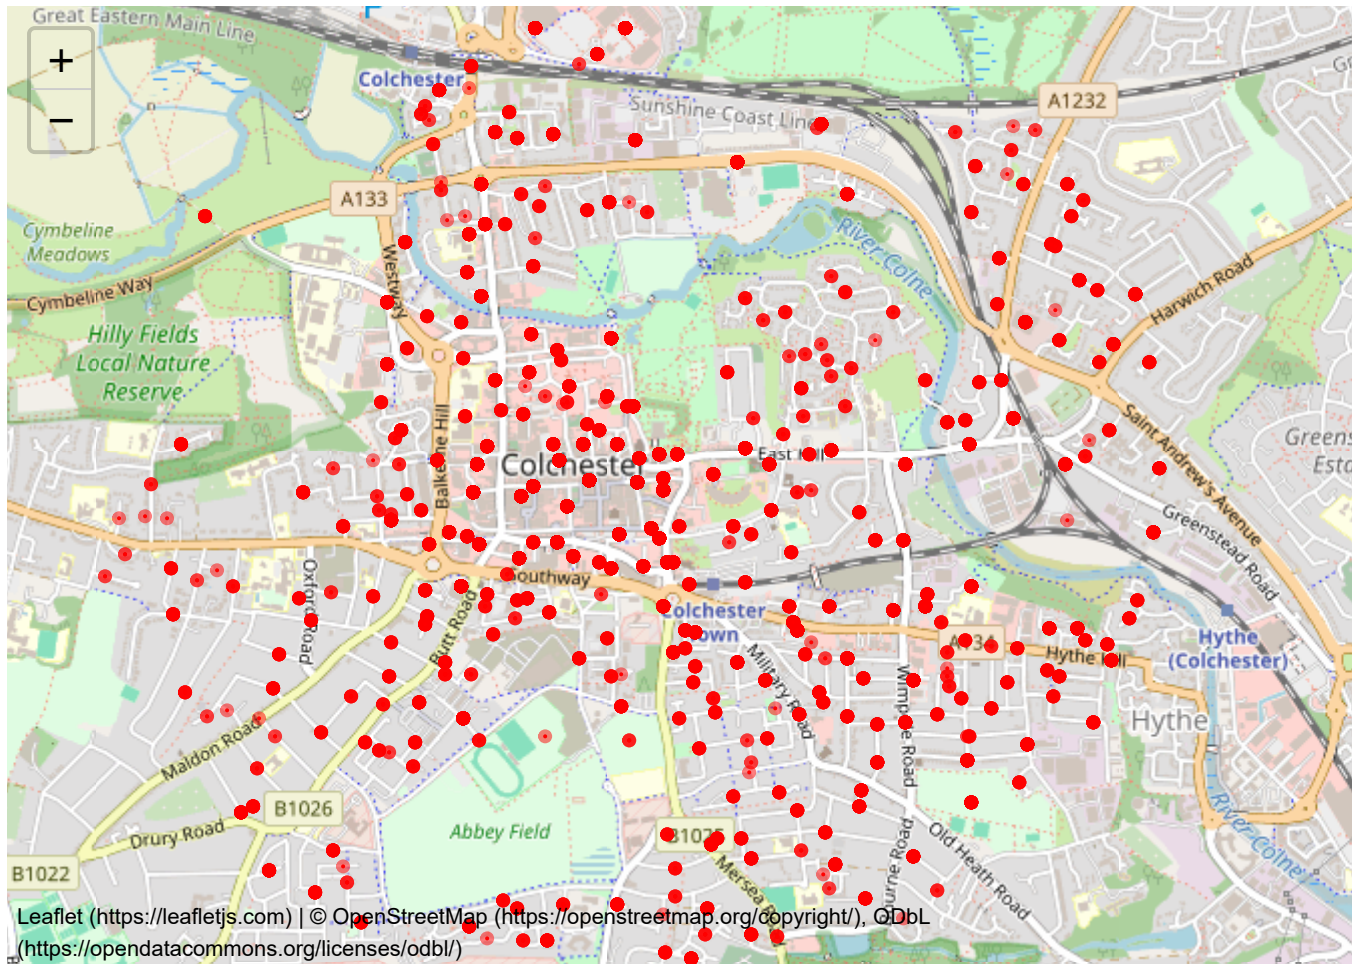 Great Eastern Main Line
P
+
Colchester
−
Sunshine Coast Line
A1232
A133
Cymbeline
Meadows
River Colne
Westway
Cymbeline Way
Harwich Road
Hilly Fields
Local Nature
Reserve
Balkerne Hill
Saint Andrew's Avenue
East Hill
Colchester
Greenstead Road
Oxford Road
Southway
Colchester
Town
Butt Road
A134
Hythe Hill
Hythe
(Colchester)
Military Road
Wimpole Road
Hythe
Maldon Road
B1026
Drury Road
Abbey Field
B1025
River Colne
B1022
Mersea
Old Heath Road
Leaflet (https://leafletjs.com) | © OpenStreetMap (https://openstreetmap.org/copyright/), ODbL
(https://opendatacommons.org/licenses/odbl/)